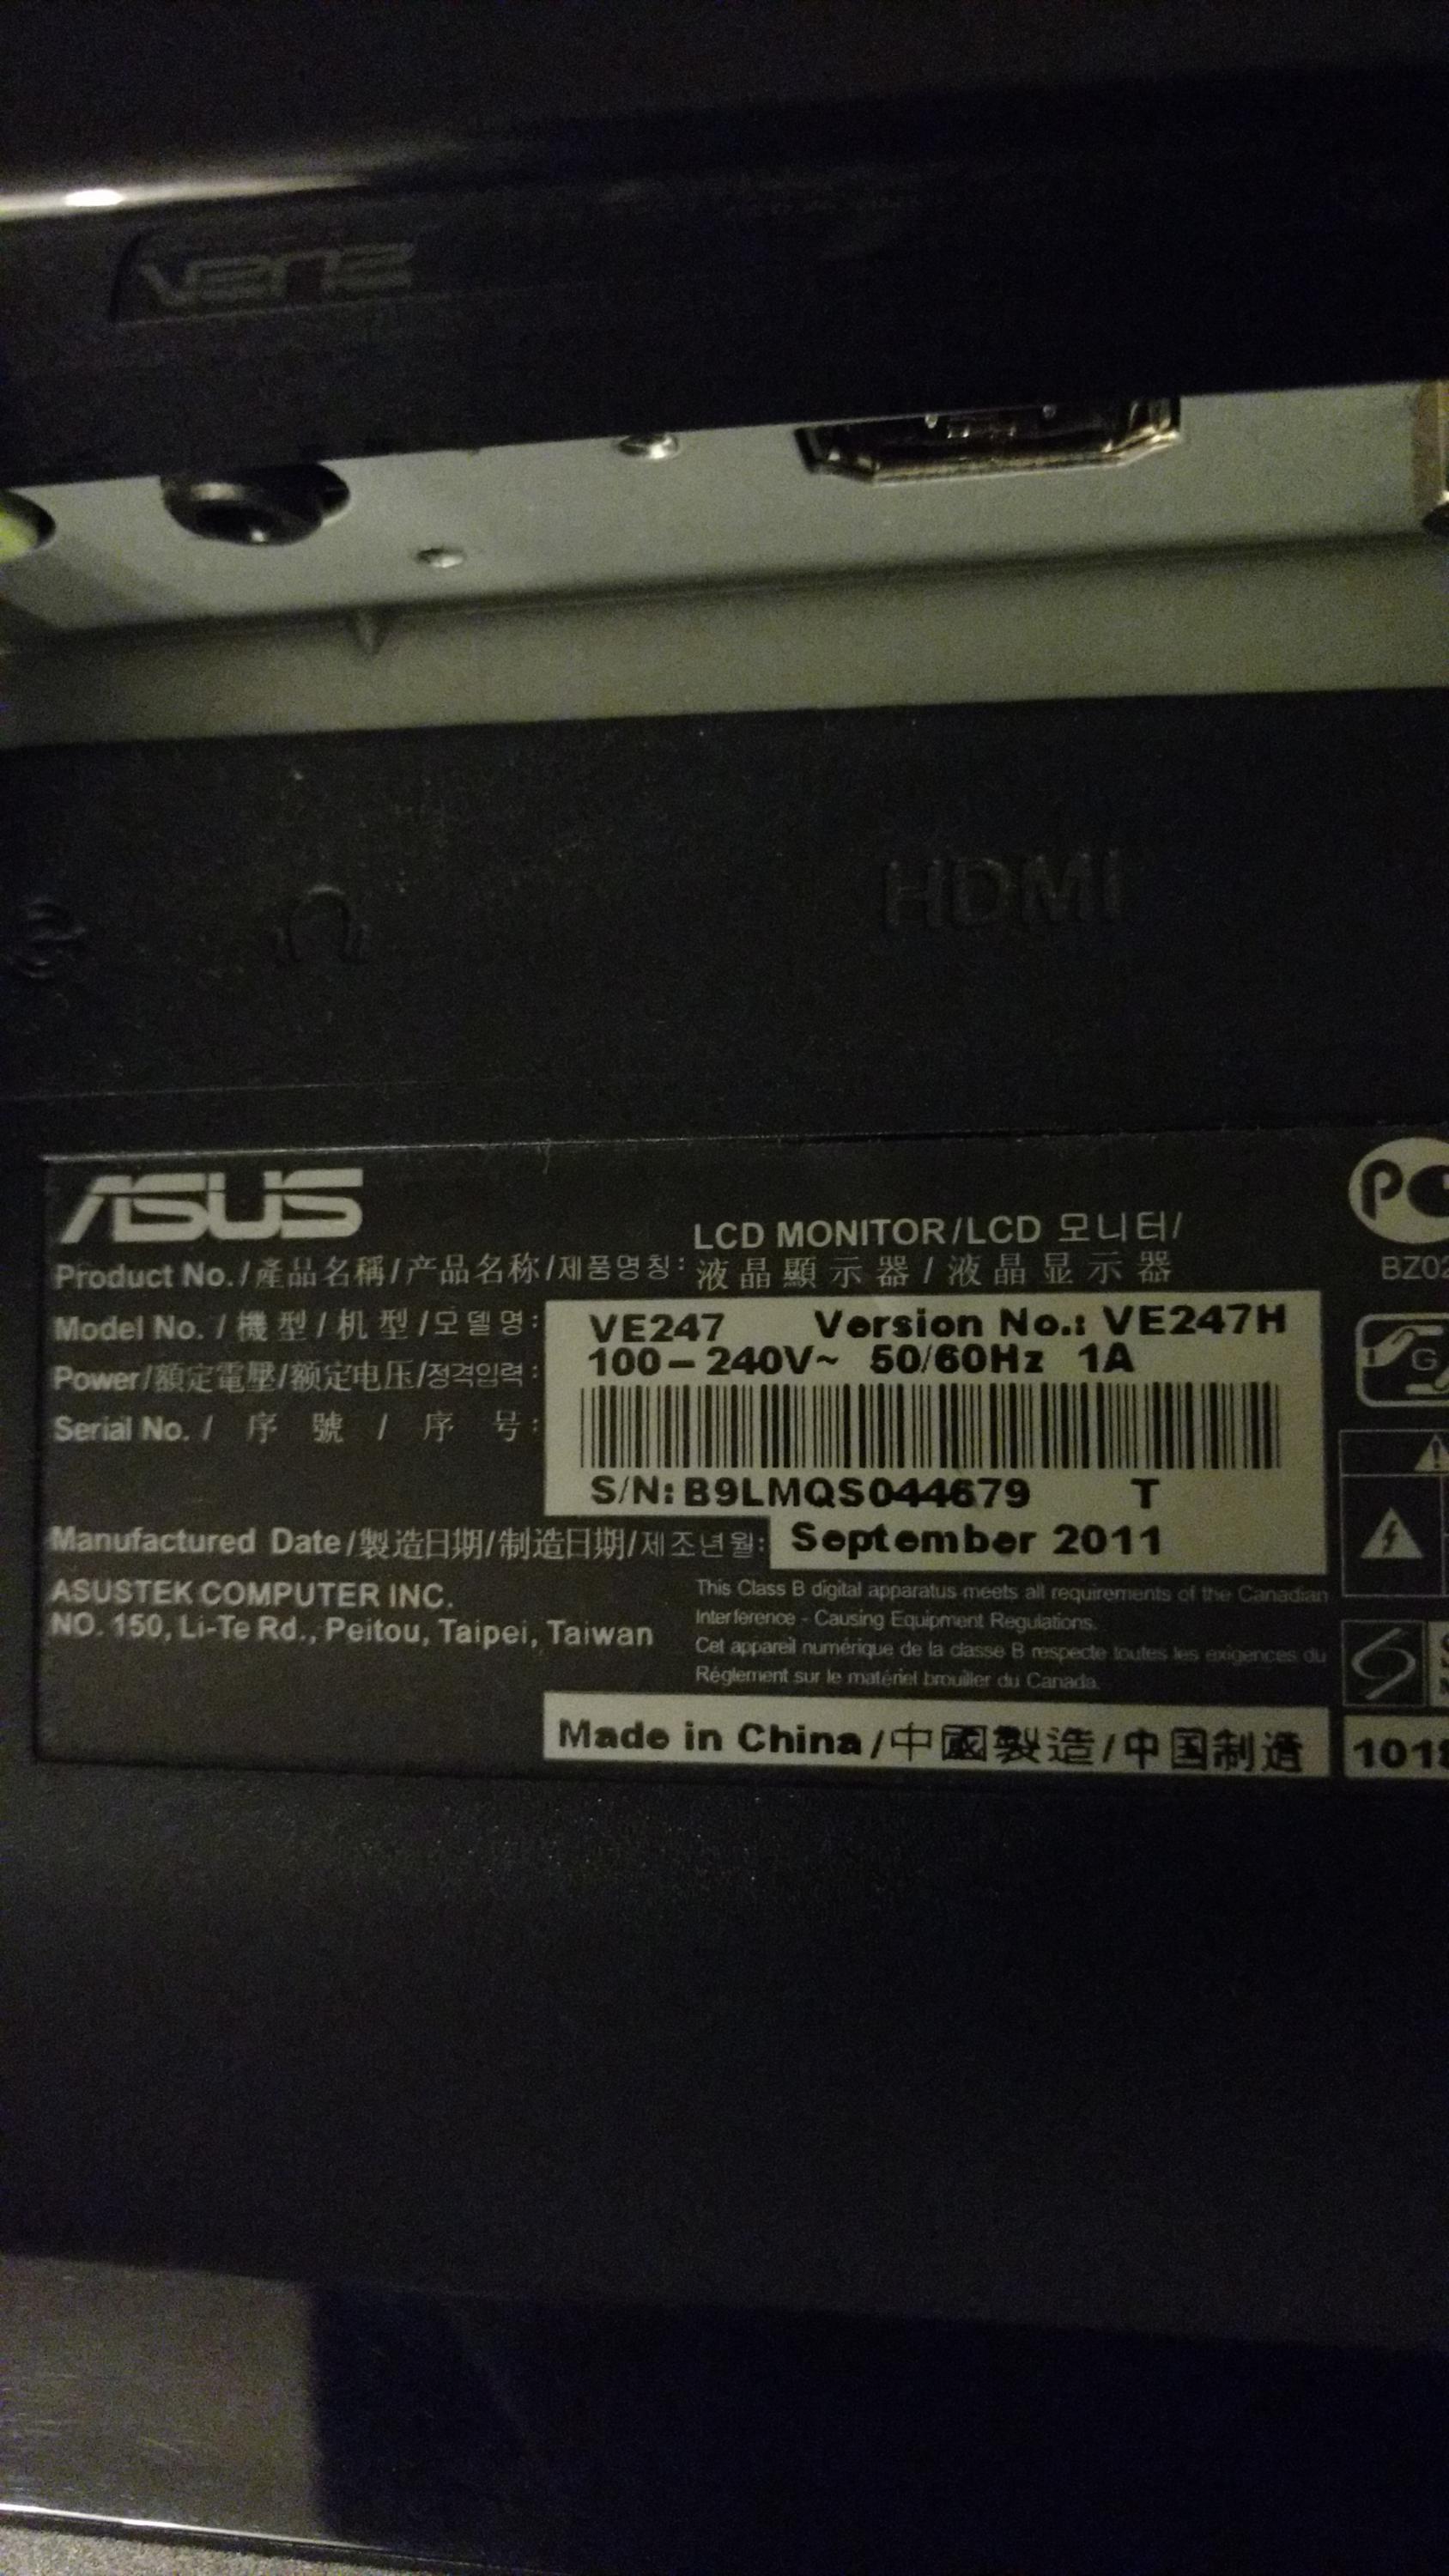 HDMI
ASUS
LCD MONITOR/LCD 모니터/
Product No./產品名稱/产品名称/제품명칭: 液晶顯示器/液晶显示器
Model No./機型/机型/모델명: VE247 Version No.: VE247H
Power/額定電壓/额定电压/정격입력: 100-240V~ 50/60Hz 1A
Serial No./序號/序号:
S/N: B9LMQS044679 T
Manufactured Date/製造日期/制造日期/제조년월: September 2011
ASUSTEK COMPUTER INC.
NO. 150, Li-Te Rd., Peitou, Taipei, Taiwan
This Class B digital apparatus meets all requirements of the Canadian
Interference - Causing Equipment Regulations.
Cet appareil numérique de la classe B respecte toutes les exigences du
Règlement sur le matériel brouiller du Canada.
Made in China/中國製造/中国制造